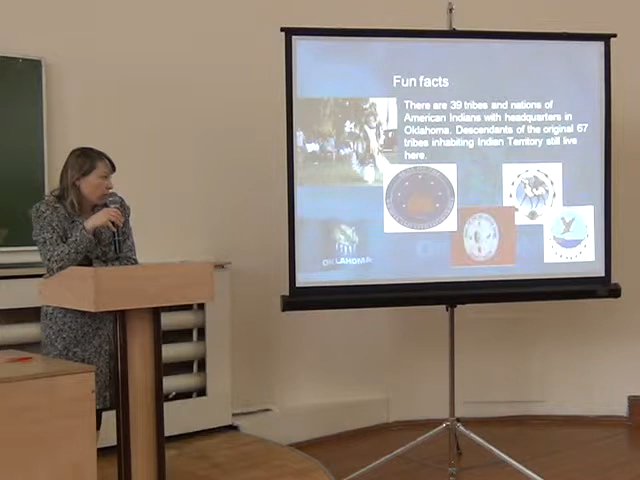 Fun facts
There are 39 tribes and nations of
American Indians with headquarters in
Oklahoma. Descendants of the original 67
tribes inhabiting Indian Territory still live
here.
OKLAHOMA